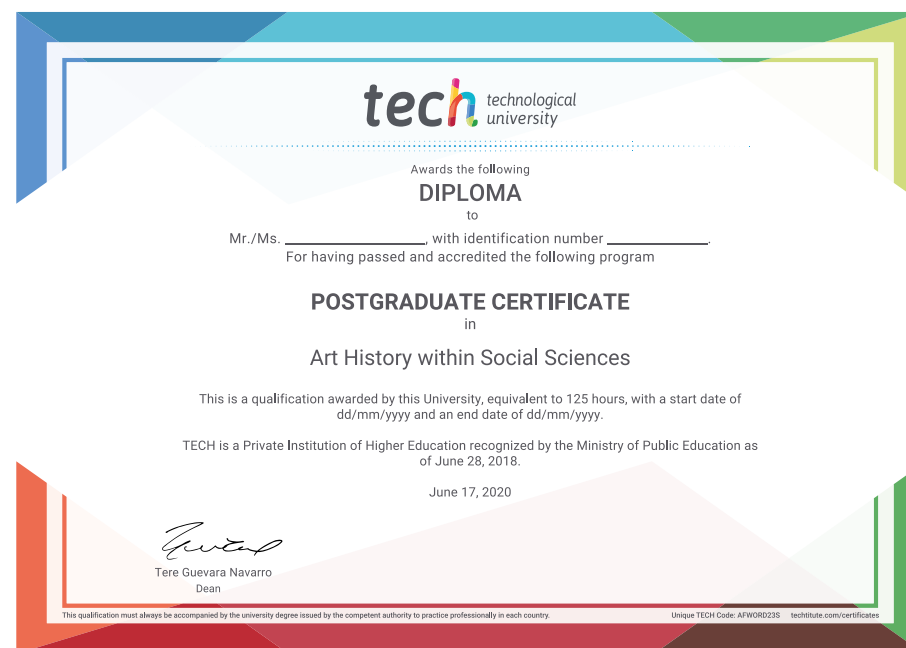 tech technological
university
Awards the following
DIPLOMA
to
Mr./Ms. ____________________, with identification number ______________.
For having passed and accredited the following program
POSTGRADUATE CERTIFICATE
in
Art History within Social Sciences
This is a qualification awarded by this University, equivalent to 125 hours, with a start date of
dd/mm/yyyy and an end date of dd/mm/yyyy.
TECH is a Private Institution of Higher Education recognized by the Ministry of Public Education as
of June 28, 2018.
June 17, 2020
Tere Guevara Navarro
Dean
This qualification must always be accompanied by the university degree issued by the competent authority to practice professionally in each country. Unique TECH Code: AFWORD23S techtitute.com/certificates